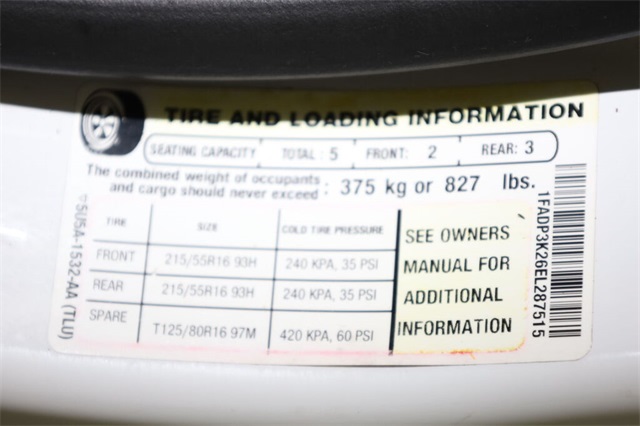 TIRE AND LOADING INFORMATION
SEATING CAPACITY TOTAL : 5 FRONT: 2 REAR: 3
The combined weight of occupants
and cargo should never exceed : 375 kg or 827 lbs.
TIRE SIZE COLD TIRE PRESSURE
FRONT 215/55R16 93H 240 KPA, 35 PSI
REAR 215/55R16 93H 240 KPA, 35 PSI
SPARE T125/80R16 97M 420 KPA, 60 PSI
SEE OWNERS
MANUAL FOR
ADDITIONAL
INFORMATION
5U5A-1532-AA (TLU)
1FADP3K26EL287515